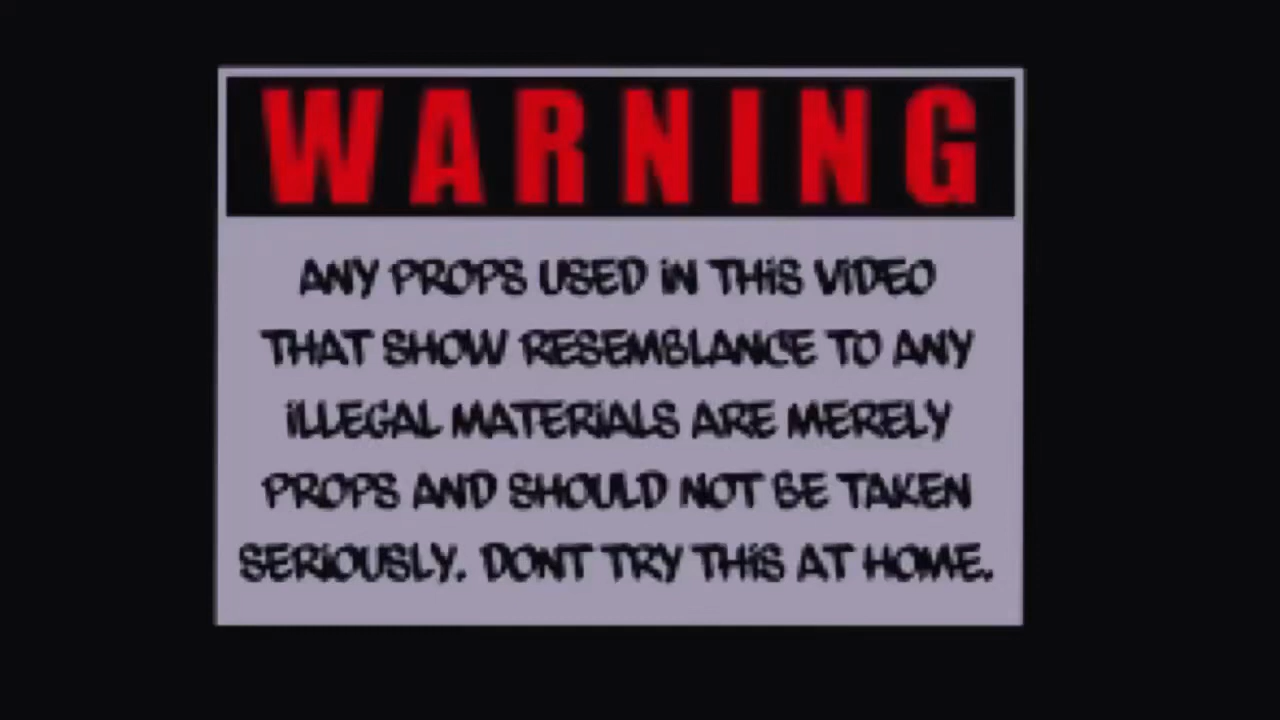 WARNING
ANY PROPS USED iN THiS ViDEO
THAT SHOW RESEMBLANCE TO ANY
iLLEGAL MATERiALS ARE MERELY
PROPS AND SHOULD NOT BE TAKEN
SERiOUSLY. DONT TRY THiS AT HOME.